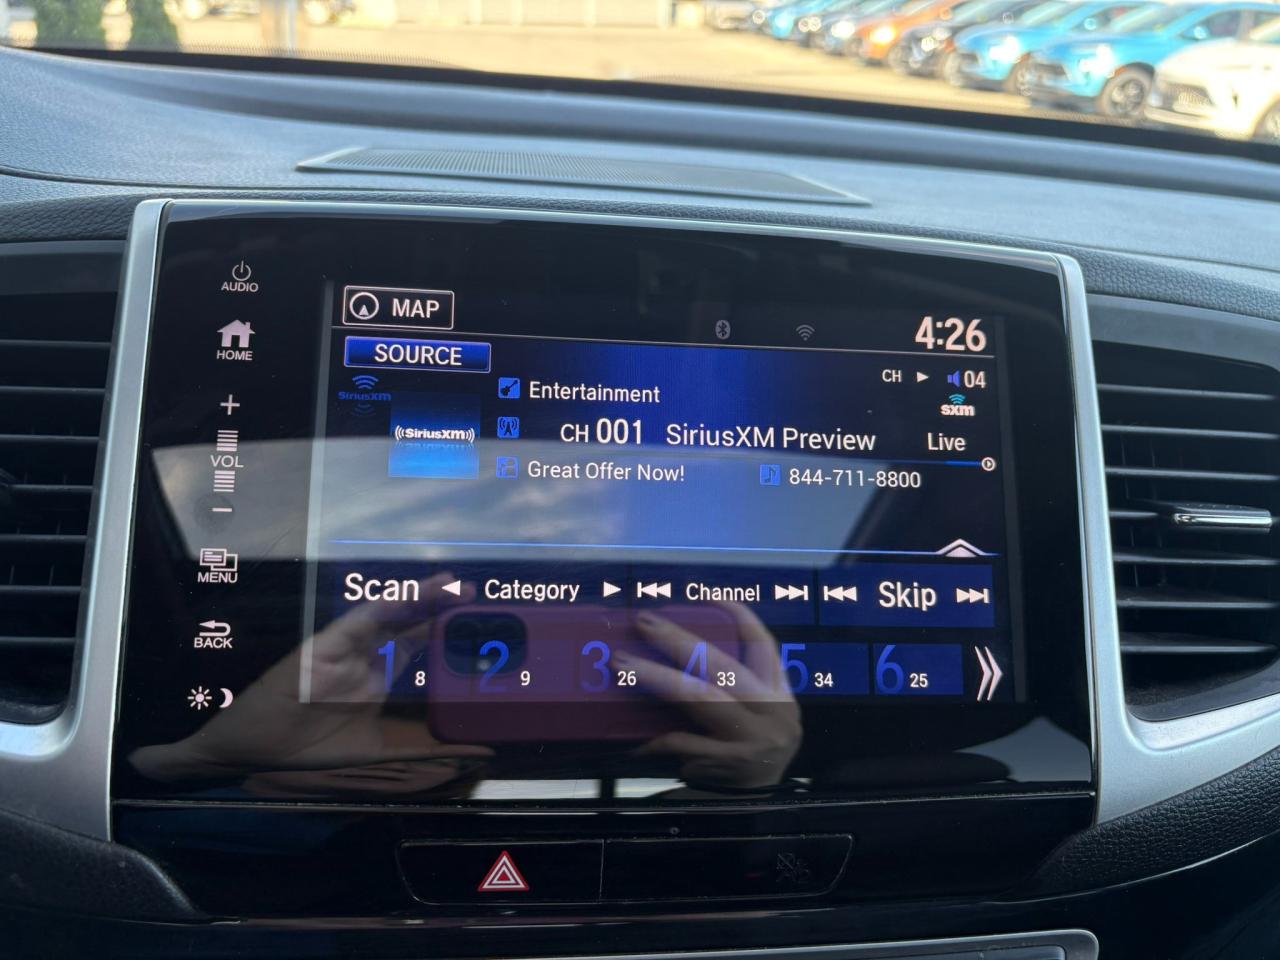 AUDIO
HOME
+
VOL
−
MENU
BACK
MAP
4:26
SOURCE
CH ► 04
SiriusXM
sxm
Entertainment
((SiriusXM))
CH 001 SiriusXM Preview Live
Great Offer Now! 844-711-8800
Scan ◄ Category ► Channel Skip
1 8 2 9 3 26 4 33 5 34 6 25